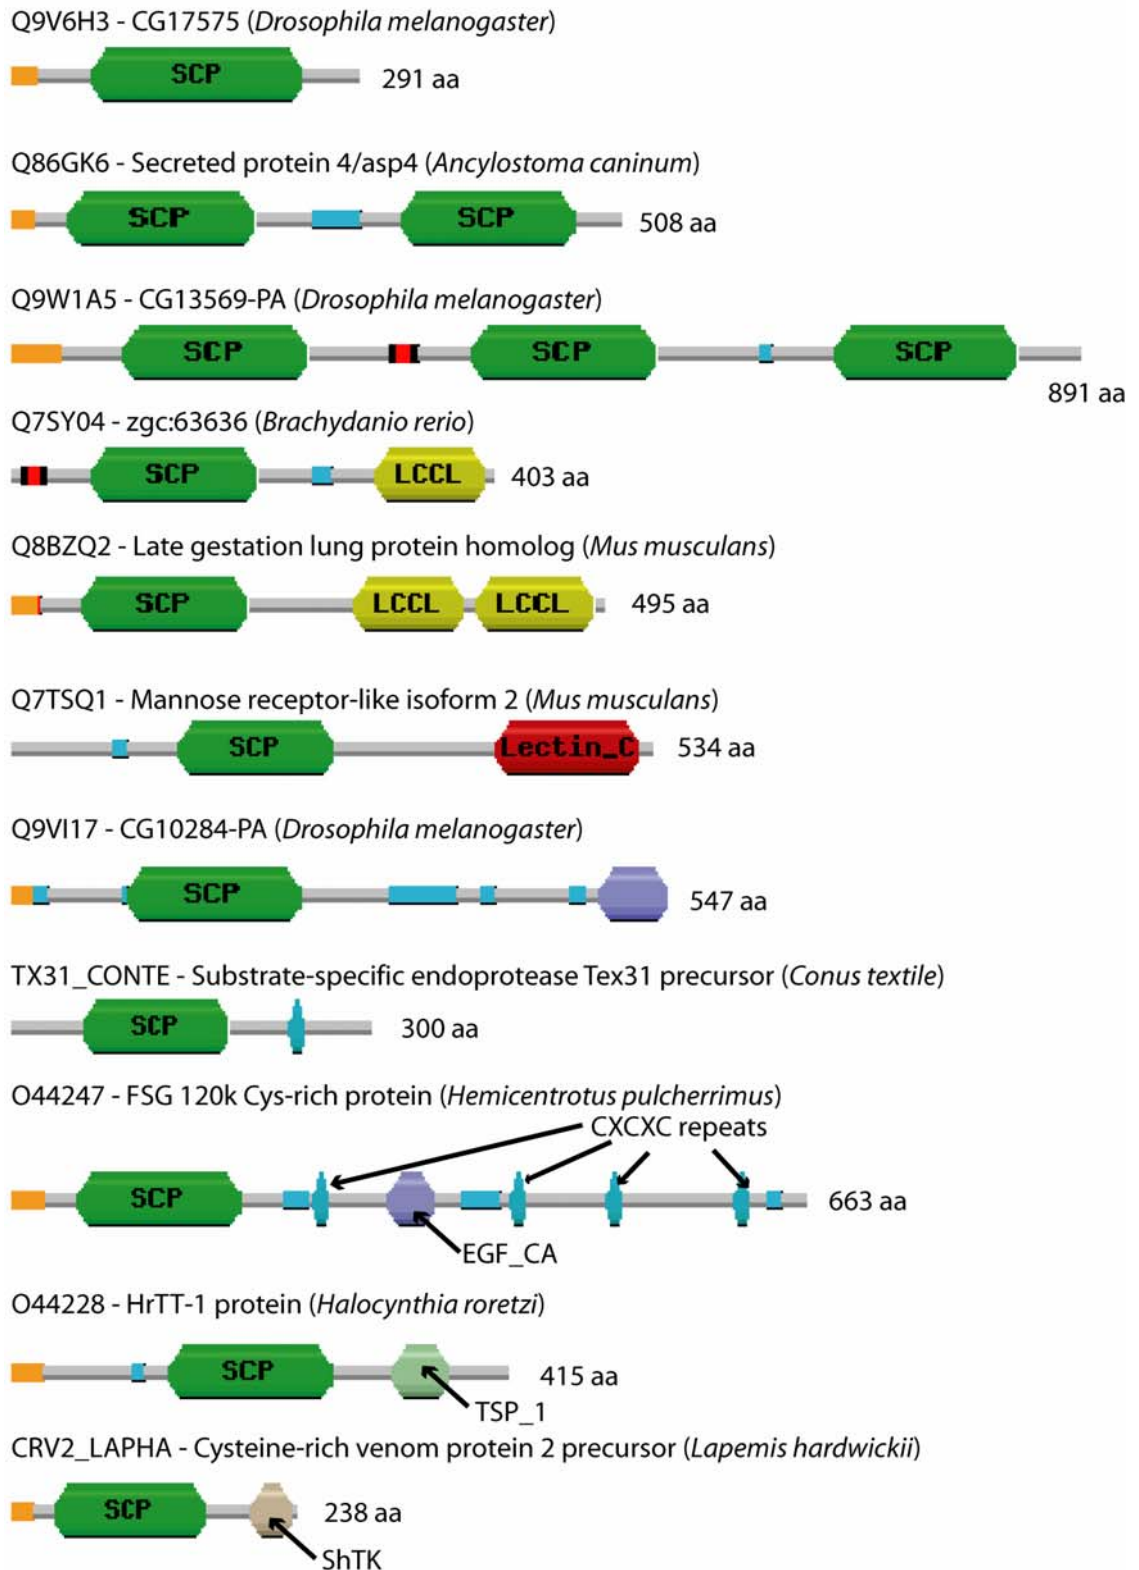 Q9V6H3 - CG17575 (Drosophila melanogaster)
SCP
291 aa
Q86GK6 - Secreted protein 4/asp4 (Ancylostoma caninum)
SCP SCP
508 aa
Q9W1A5 - CG13569-PA (Drosophila melanogaster)
SCP SCP SCP
891 aa
Q7SY04 - zgc:63636 (Brachydanio rerio)
SCP LCCL
403 aa
Q8BZQ2 - Late gestation lung protein homolog (Mus musculans)
SCP LCCL LCCL
495 aa
Q7TSQ1 - Mannose receptor-like isoform 2 (Mus musculans)
SCP Lectin_C
534 aa
Q9VI17 - CG10284-PA (Drosophila melanogaster)
SCP
547 aa
TX31_CONTE - Substrate-specific endoprotease Tex31 precursor (Conus textile)
SCP
300 aa
O44247 - FSG 120k Cys-rich protein (Hemicentrotus pulcherrimus)
CXCXC repeats
SCP
663 aa
EGF_CA
O44228 - HrTT-1 protein (Halocynthia roretzi)
SCP
415 aa
TSP_1
CRV2_LAPHA - Cysteine-rich venom protein 2 precursor (Lapemis hardwickii)
SCP
238 aa
ShTK